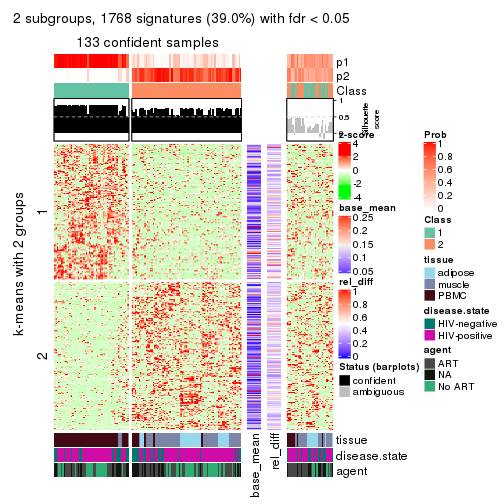 2 subgroups, 1768 signatures (39.0%) with fdr < 0.05
133 confident samples
p1
p2
Class
1
0.5
0
Silhouette
score
k-means with 2 groups
1
2
z-score
4
2
0
-2
-4
base_mean
0.25
0.2
0.15
0.1
0.05
rel_diff
1
0.8
0.6
0.4
0.2
0
Status (barplots)
confident
ambiguous
Prob
1
0.8
0.6
0.4
0.2
0
Class
1
2
tissue
adipose
muscle
PBMC
disease.state
HIV-negative
HIV-positive
agent
ART
NA
No ART
tissue
disease.state
agent
base_mean
rel_diff